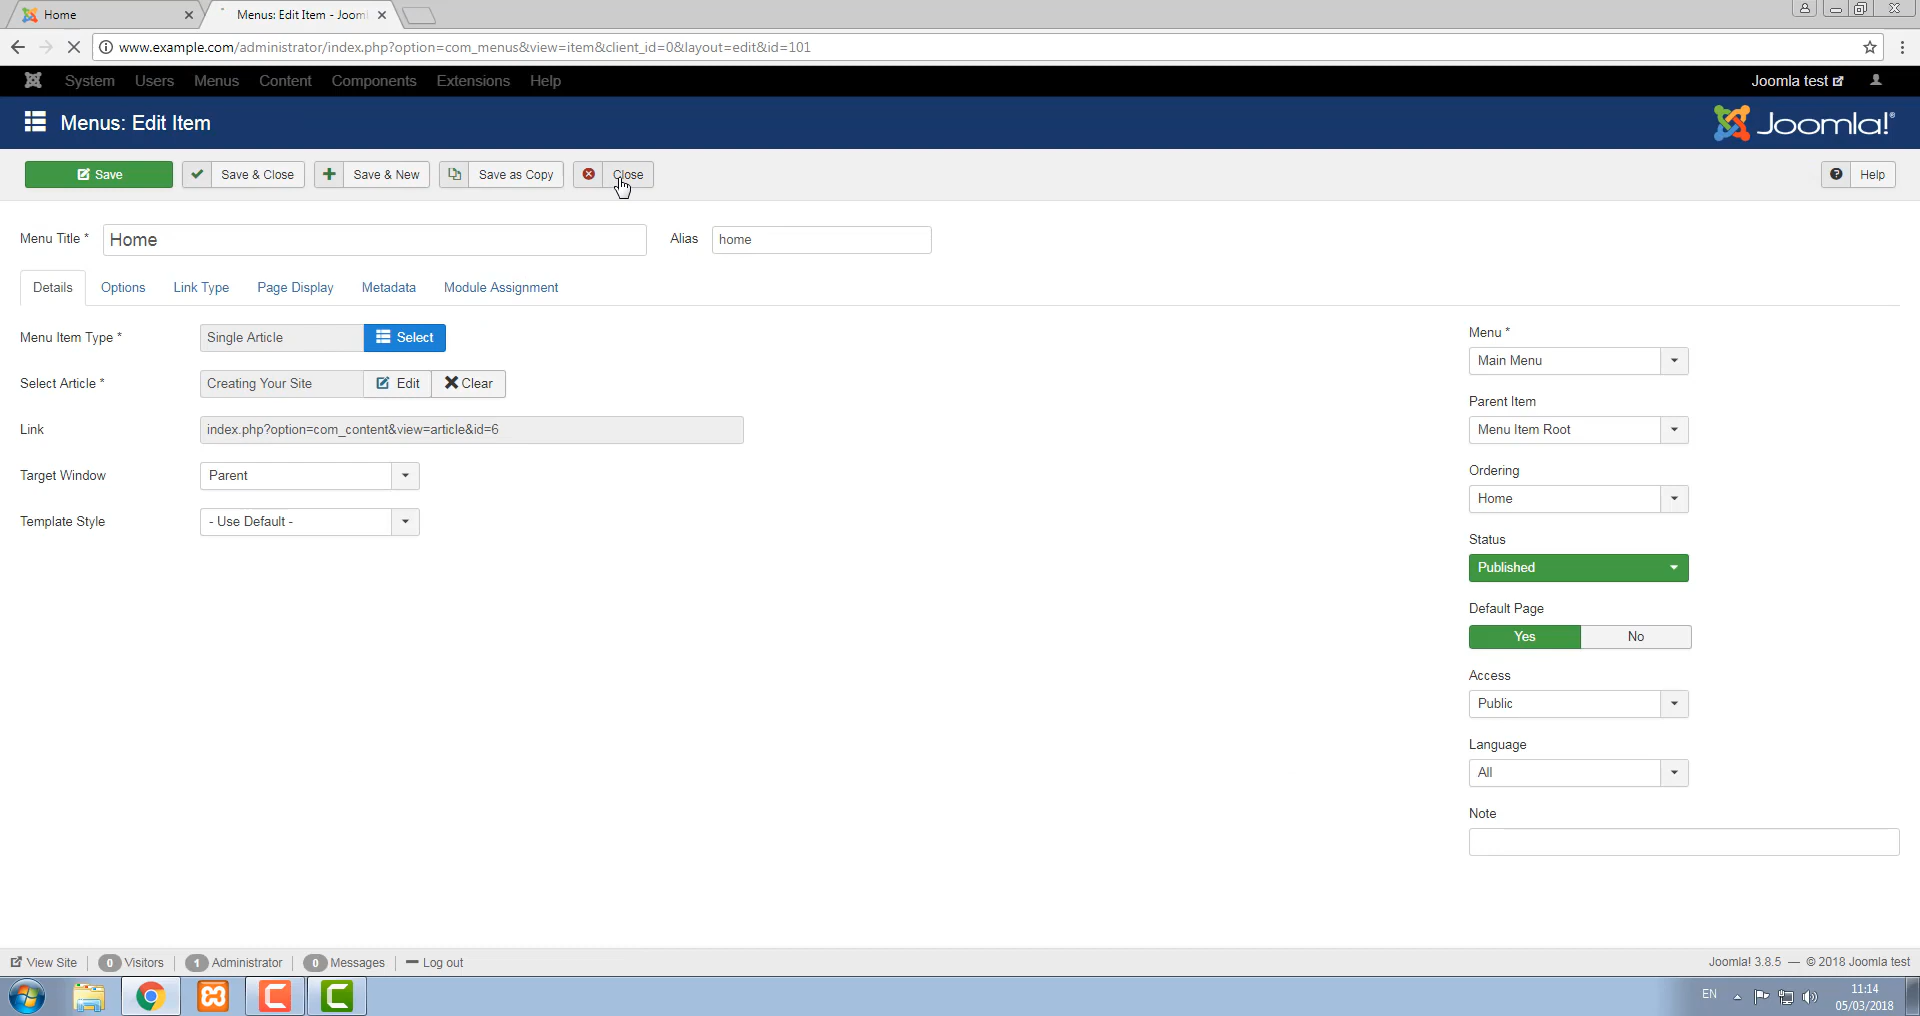 Home
Menus: Edit Item - Joom
www.example.com/administrator/index.php?option=com_menus&view=item&client_id=0&layout=edit&id=101
System Users Menus Content Components Extensions Help
Joomla test
Menus: Edit Item
Joomla!®
Save
Save & Close
Save & New
Save as Copy
Close
Help
Menu Title *
Home
Alias
home
Details Options Link Type Page Display Metadata Module Assignment
Menu Item Type *
Single Article
Select
Select Article *
Creating Your Site
Edit
Clear
Link
index.php?option=com_content&view=article&id=6
Target Window
Parent
Template Style
- Use Default -
Menu *
Main Menu
Parent Item
Menu Item Root
Ordering
Home
Status
Published
Default Page
Yes No
Access
Public
Language
All
Note
View Site 0 Visitors 1 Administrator 0 Messages Log out
Joomla! 3.8.5 — © 2018 Joomla test
EN
11:14
05/03/2018